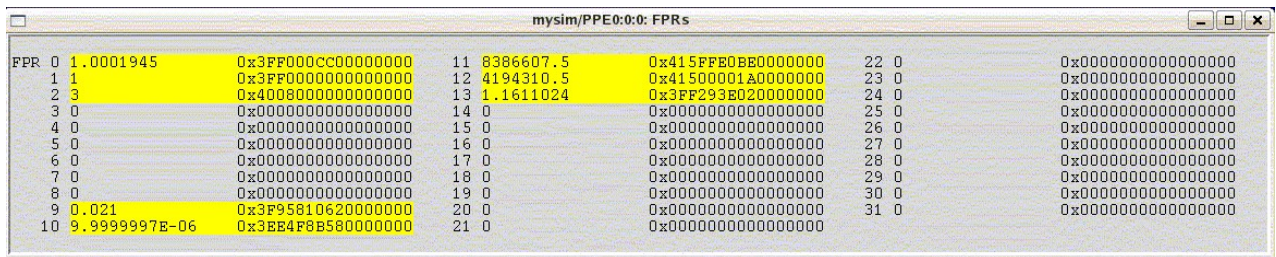 mysim/PPE0:0:0: FPRs
FPR 0 1.0001945 0x3FF000CC00000000 11 8386607.5 0x415FFE0BE0000000 22 0 0x0000000000000000
1 1 0x3FF0000000000000 12 4194310.5 0x41500001A0000000 23 0 0x0000000000000000
2 3 0x4008000000000000 13 1.1611024 0x3FF293E020000000 24 0 0x0000000000000000
3 0 0x0000000000000000 14 0 0x0000000000000000 25 0 0x0000000000000000
4 0 0x0000000000000000 15 0 0x0000000000000000 26 0 0x0000000000000000
5 0 0x0000000000000000 16 0 0x0000000000000000 27 0 0x0000000000000000
6 0 0x0000000000000000 17 0 0x0000000000000000 28 0 0x0000000000000000
7 0 0x0000000000000000 18 0 0x0000000000000000 29 0 0x0000000000000000
8 0 0x0000000000000000 19 0 0x0000000000000000 30 0 0x0000000000000000
9 0.021 0x3F95810620000000 20 0 0x0000000000000000 31 0 0x0000000000000000
10 9.9999997E-06 0x3EE4F8B580000000 21 0 0x0000000000000000